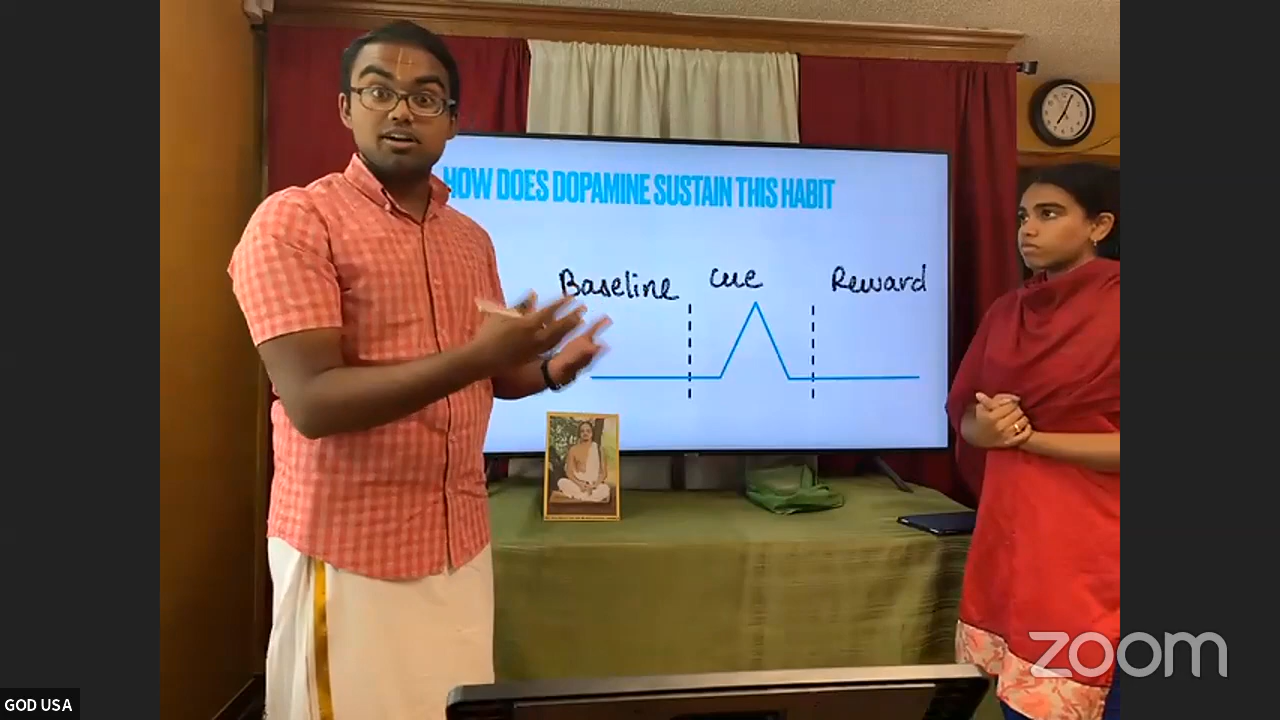 HOW DOES DOPAMINE SUSTAIN THIS HABIT
Baseline
cue
Reward
zoom
GOD USA